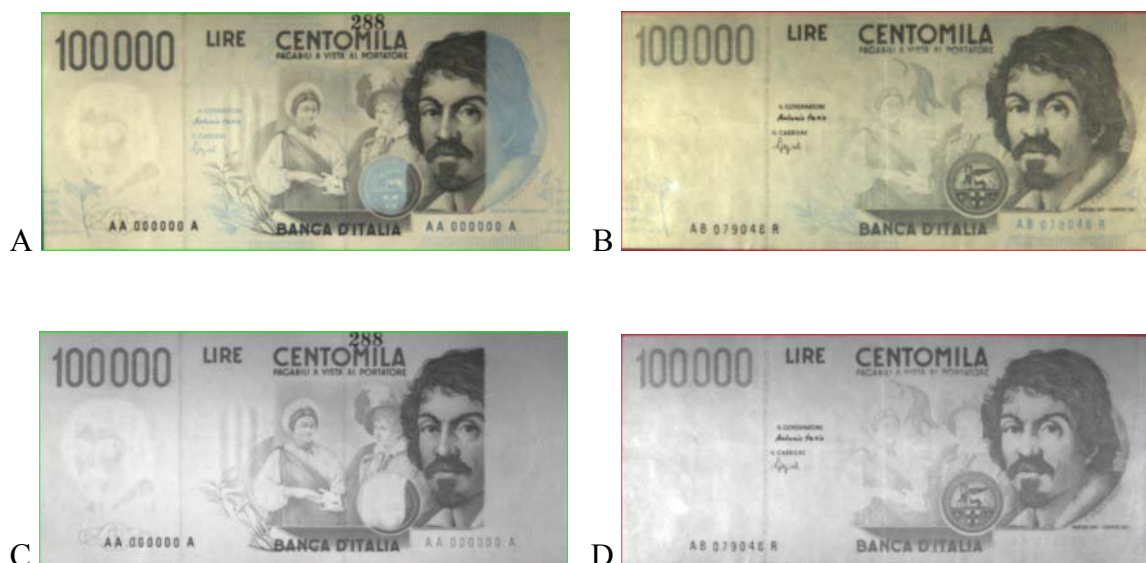 288
100000 LIRE CENTOMILA
PAGABILI A VISTA AL PORTATORE
IL GOVERNATORE
IL CASSIERE
AA 000000 A
AA 000000 A
BANCA D'ITALIA
A
100000 LIRE CENTOMILA
PAGABILI A VISTA AL PORTATORE
IL GOVERNATORE
IL CASSIERE
AB 079048 R
AB 079048 R
BANCA D'ITALIA
B
288
100000 LIRE CENTOMILA
PAGABILI A VISTA AL PORTATORE
AA 000000 A
AA 000000 A
BANCA D'ITALIA
C
100000 LIRE CENTOMILA
PAGABILI A VISTA AL PORTATORE
IL GOVERNATORE
IL CASSIERE
AB 079048 R
BANCA D'ITALIA
D